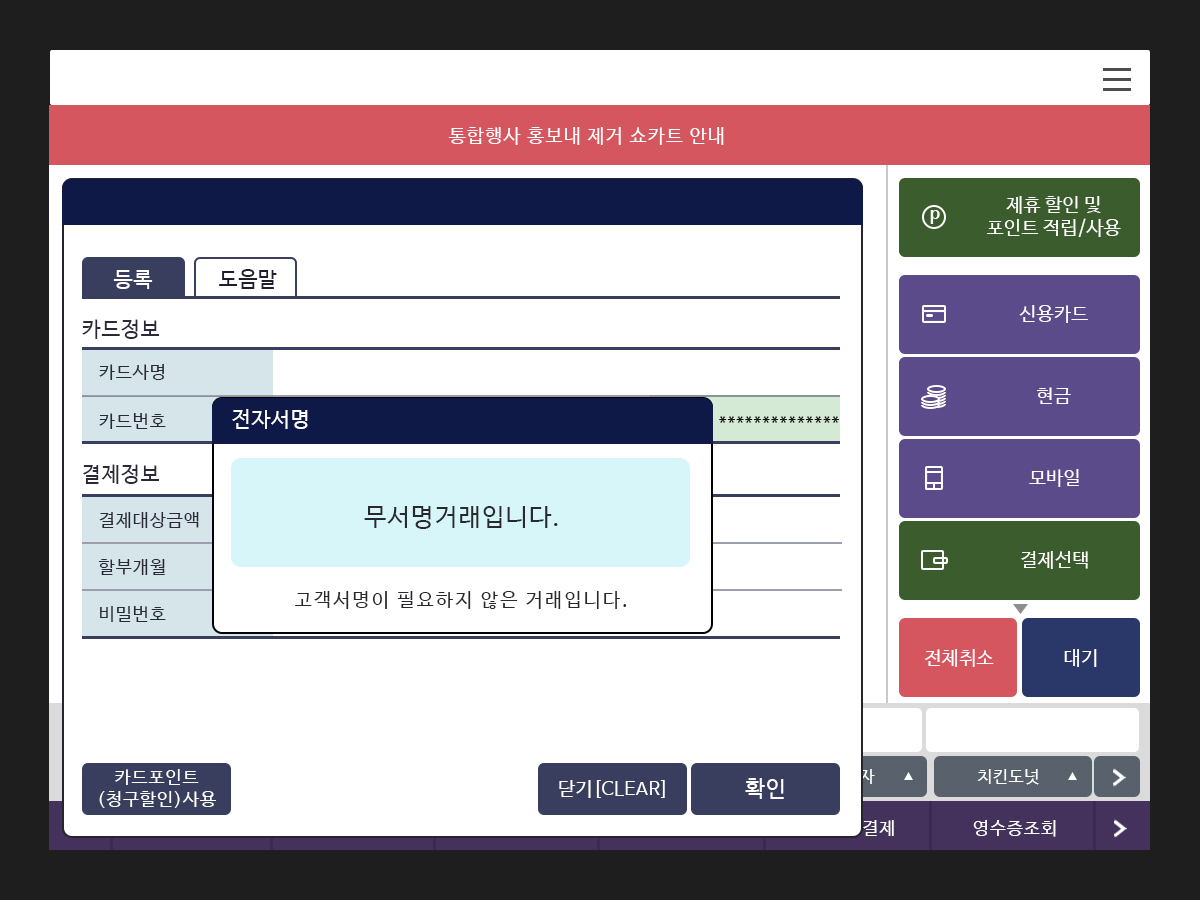 통합행사 홍보내 제거 쇼카트 안내
제휴 할인 및
포인트 적립/사용
등록
도움말
신용카드
카드정보
카드사명
현금
카드번호
전자서명
**************
결제정보
모바일
결제대상금액
무서명거래입니다.
할부개월
결제선택
고객서명이 필요하지 않은 거래입니다.
비밀번호
전체취소
대기
카드포인트
(청구할인)사용
닫기[CLEAR]
확인
자
치킨도넛
결제
영수증조회